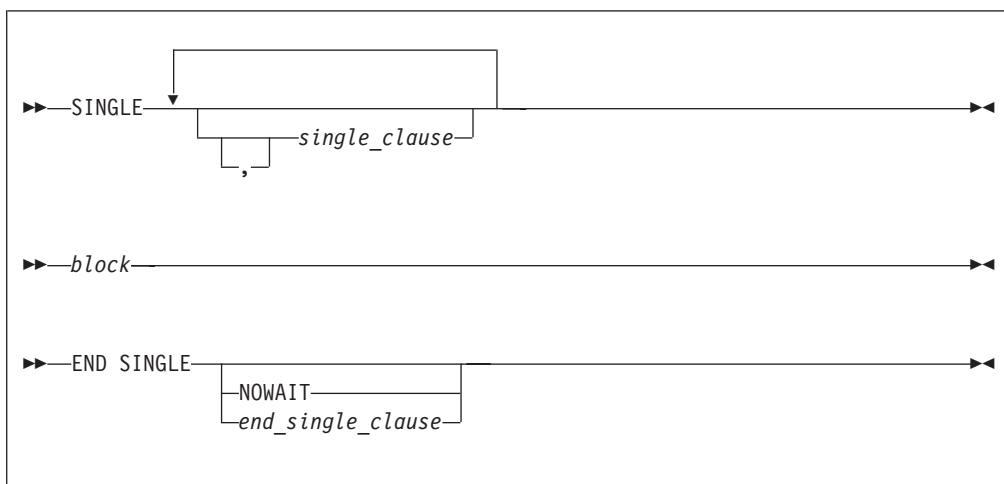 SINGLE
single_clause
,
block
END SINGLE
NOWAIT
end_single_clause